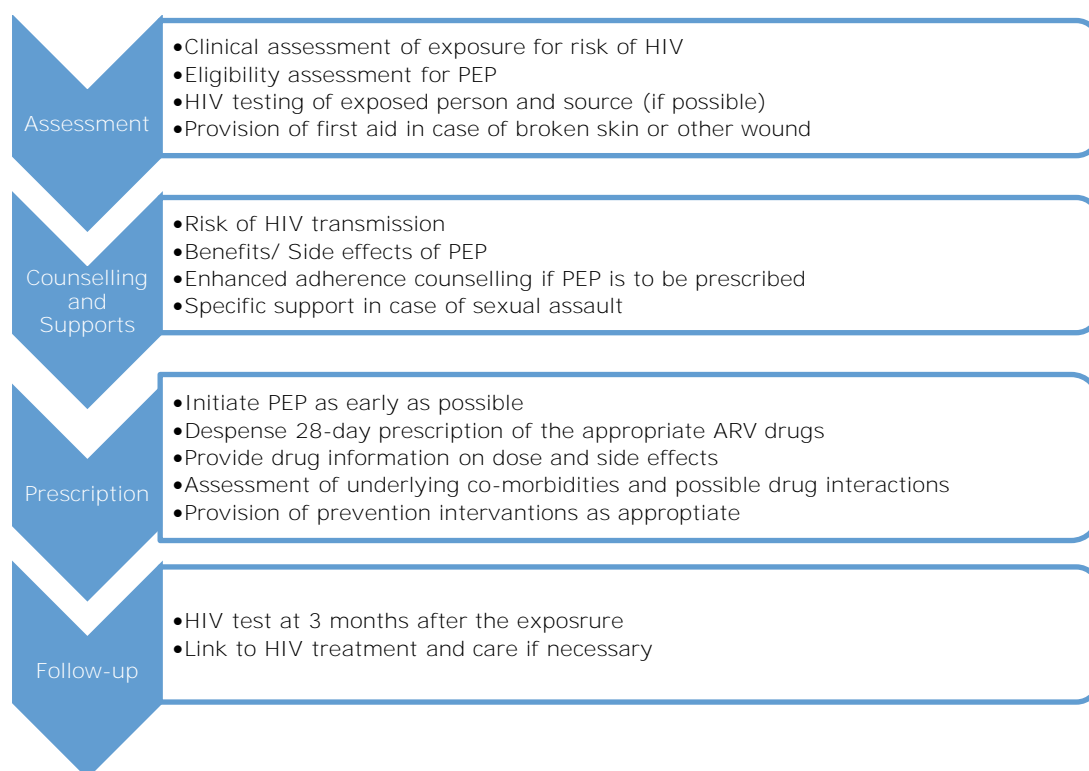 Assessment
•Clinical assessment of exposure for risk of HIV
•Eligibility assessment for PEP
•HIV testing of exposed person and source (if possible)
•Provision of first aid in case of broken skin or other wound
Counselling
and
Supports
•Risk of HIV transmission
•Benefits/ Side effects of PEP
•Enhanced adherence counselling if PEP is to be prescribed
•Specific support in case of sexual assault
Prescription
•Initiate PEP as early as possible
•Despense 28-day prescription of the appropriate ARV drugs
•Provide drug information on dose and side effects
•Assessment of underlying co-morbidities and possible drug interactions
•Provision of prevention intervantions as approptiate
Follow-up
•HIV test at 3 months after the exposrure
•Link to HIV treatment and care if necessary